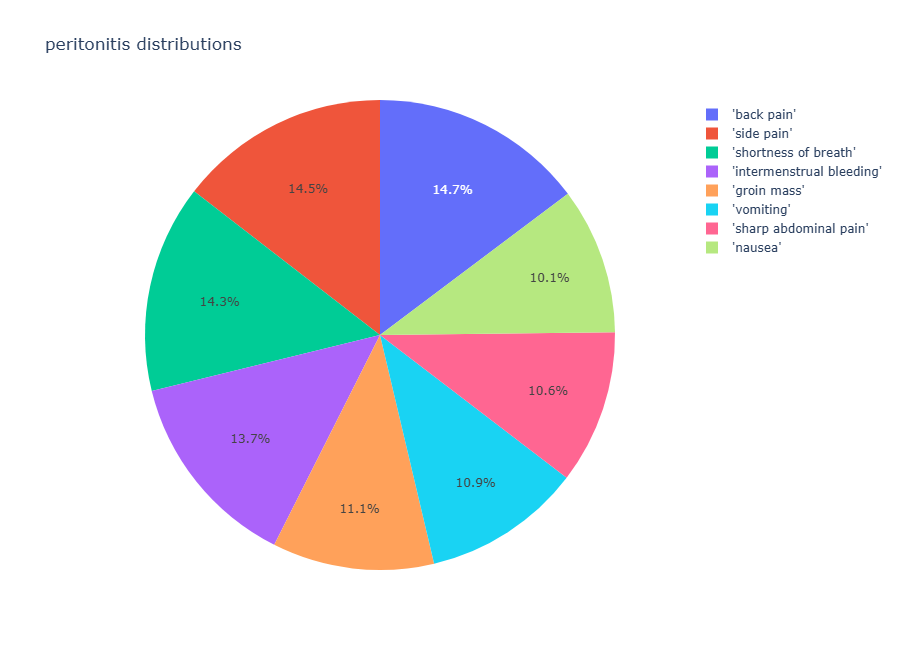 peritonitis distributions
'back pain'
'side pain'
'shortness of breath'
'intermenstrual bleeding'
'groin mass'
'vomiting'
'sharp abdominal pain'
'nausea'
14.5%
14.7%
10.1%
14.3%
10.6%
13.7%
10.9%
11.1%